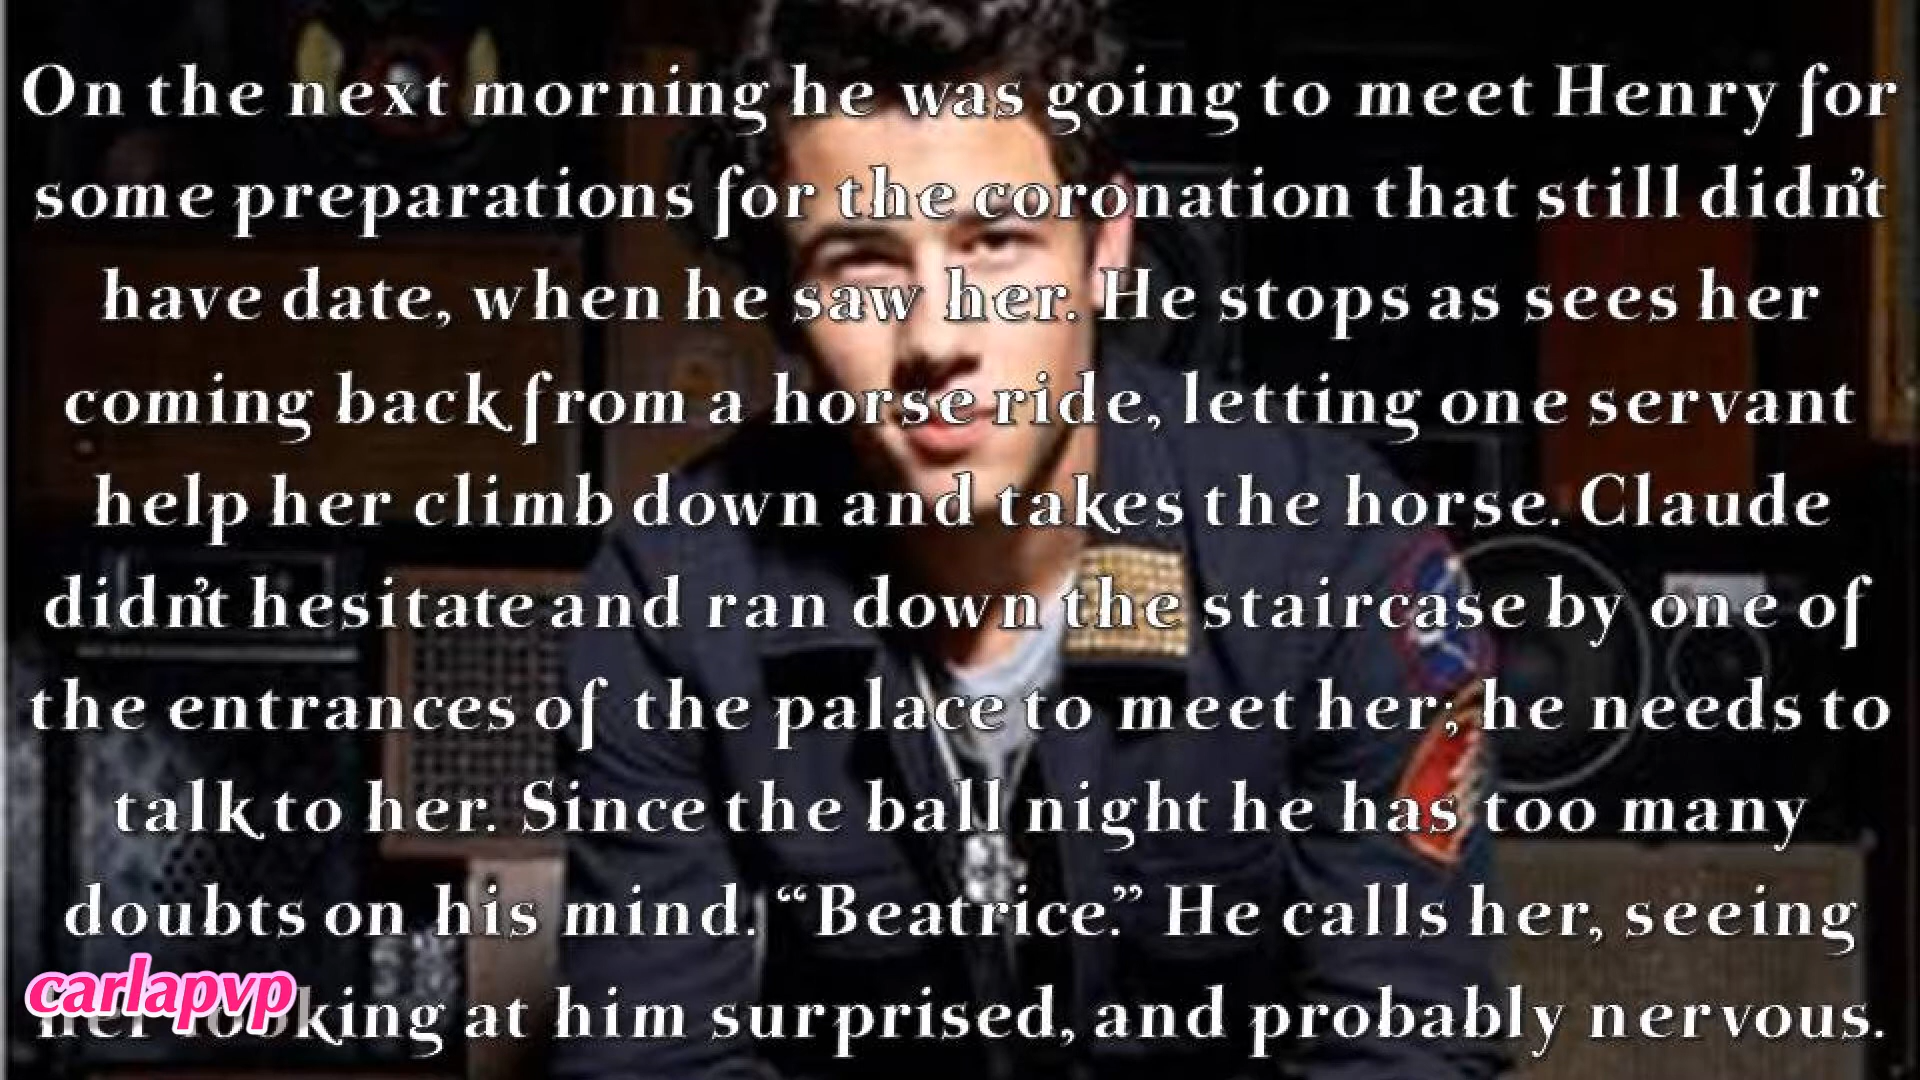 On the next morning he was going to meet Henry for
some preparations for the coronation that still didn't
have date, when he saw her. He stops as sees her
coming back from a horse ride, letting one servant
help her climb down and takes the horse. Claude
didn't hesitate and ran down the staircase by one of
the entrances of the palace to meet her; he needs to
talk to her. Since the ball night he has too many
doubts on his mind. “Beatrice.” He calls her, seeing
her looking at him surprised, and probably nervous.
carlapvp